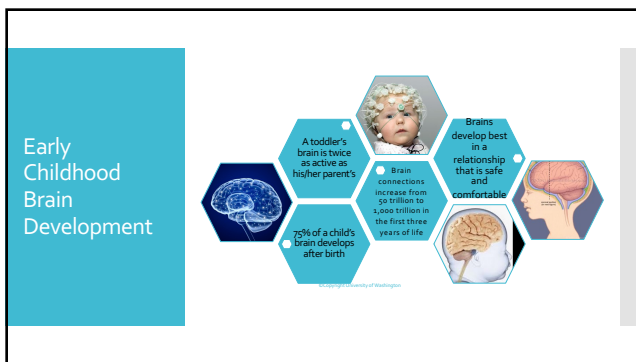 Early
Childhood
Brain
Development
A toddler's
brain is twice
as active as
his/her parent's
Brains
develop best
in a
relationship
that is safe
and
comfortable
Brain
connections
increase from
50 trillion to
1,000 trillion in
the first three
years of life
75% of a child's
brain develops
after birth
©Copyright University of Washington